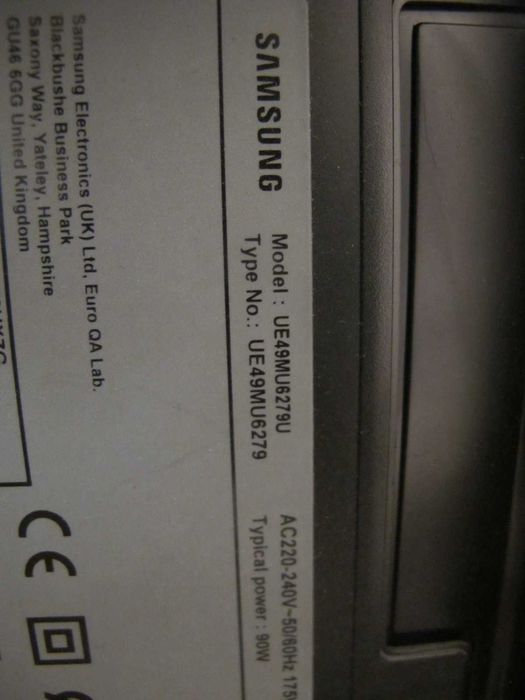 SAMSUNG
Model : UE49MU6279U
Type No.: UE49MU6279
AC220-240V~50/60Hz 175
Typical power : 90W
Samsung Electronics (UK) Ltd, Euro QA Lab.
Blackbushe Business Park
Saxony Way, Yateley, Hampshire
GU46 6GG United Kingdom
CE